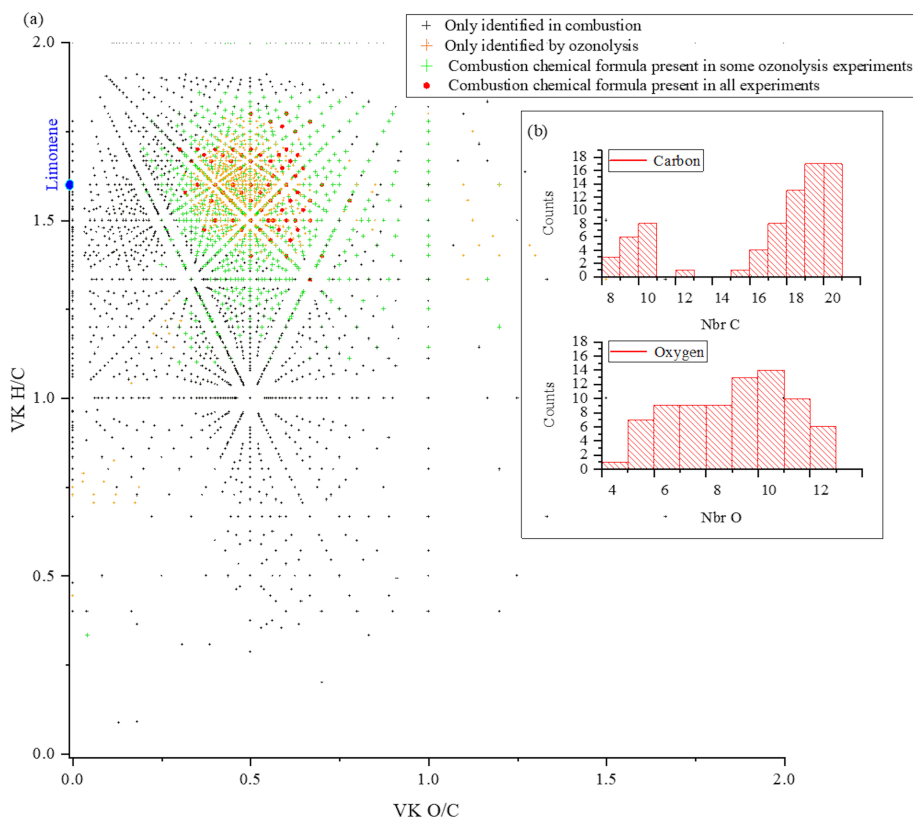 (a)
Only identified in combustion
Only identified by ozonolysis
Combustion chemical formula present in some ozonolysis experiments
Combustion chemical formula present in all experiments
2.0
1.5
1.0
0.5
0.0
VK H/C
Limonene
0.0
0.5
1.0
1.5
2.0
VK O/C
(b)
Carbon
18
16
14
12
10
8
6
4
2
0
Counts
8
10
12
14
16
18
20
Nbr C
Oxygen
18
16
14
12
10
8
6
4
2
0
Counts
4
6
8
10
12
Nbr O